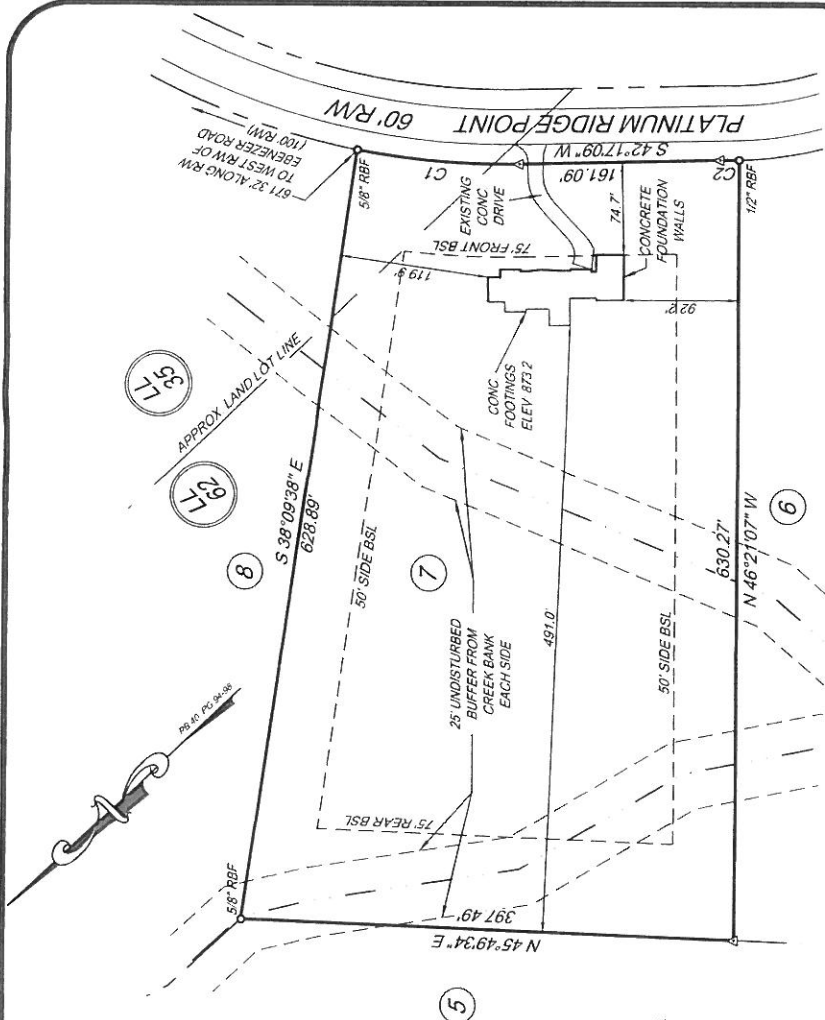 PLATINUM RIDGE POINT 60' R/W
671.32' ALONG R/W
TO WEST R/W OF
EBENEZER ROAD
(100' R/W)
5/8" RBF
C1
S 42°17'09" W
161.09'
C2
1/2" RBF
EXISTING
CONC
DRIVE
74.7'
CONCRETE
FOUNDATION
WALLS
75' FRONT BSL
119.9'
92.2'
CONC
FOOTINGS
ELEV 873.2
LL
35
APPROX LAND LOT LINE
LL
62
8
S 38°09'38" E
628.89'
50' SIDE BSL
7
491.0'
630.27'
N 46°21'07" W
6
50' SIDE BSL
25' UNDISTURBED
BUFFER FROM
CREEK BANK
EACH SIDE
PB 40 PG 94-96
75' REAR BSL
5/8" RBF
397.49'
N 45°49'34" E
5